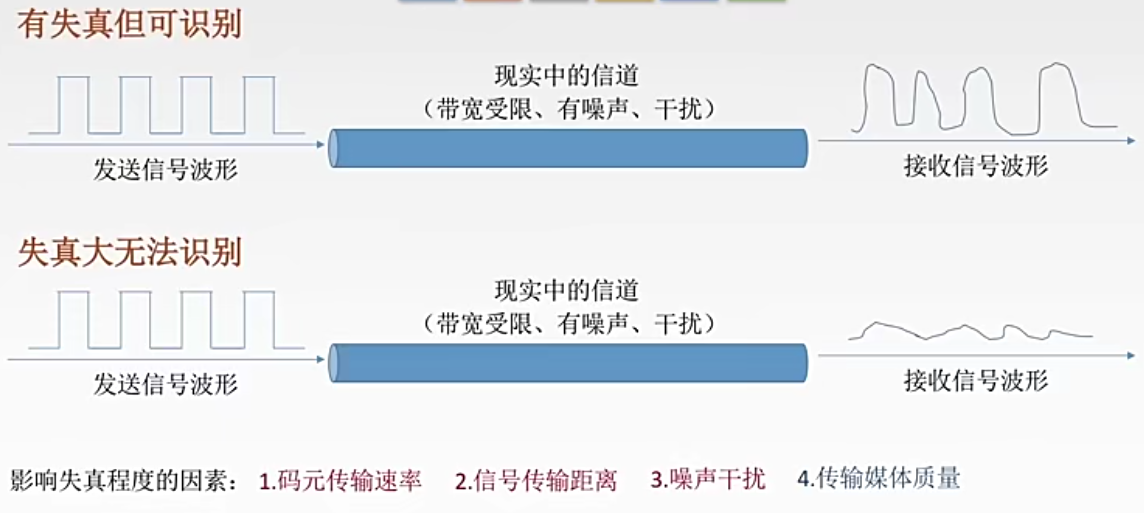 有失真但可识别
现实中的信道
（带宽受限、有噪声、干扰）
发送信号波形
接收信号波形
失真大无法识别
现实中的信道
（带宽受限、有噪声、干扰）
发送信号波形
接收信号波形
影响失真程度的因素：1.码元传输速率 2.信号传输距离 3.噪声干扰 4.传输媒体质量